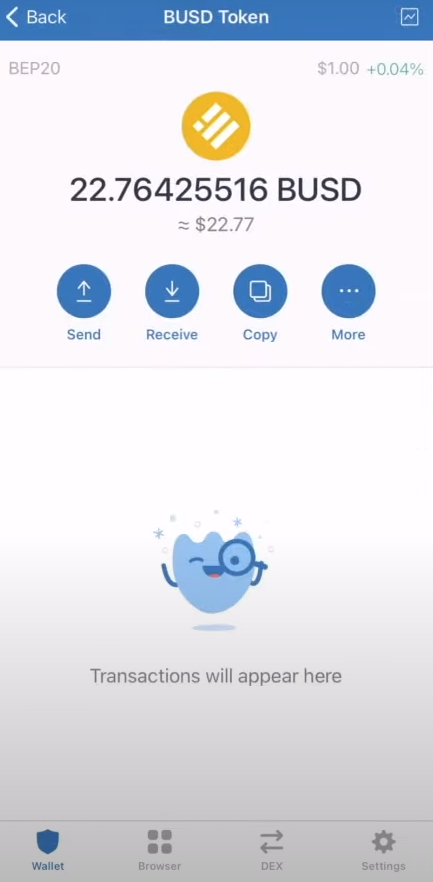 Back BUSD Token
BEP20 $1.00 +0.04%
22.76425516 BUSD
≈ $22.77
Send Receive Copy More
Transactions will appear here
Wallet Browser DEX Settings